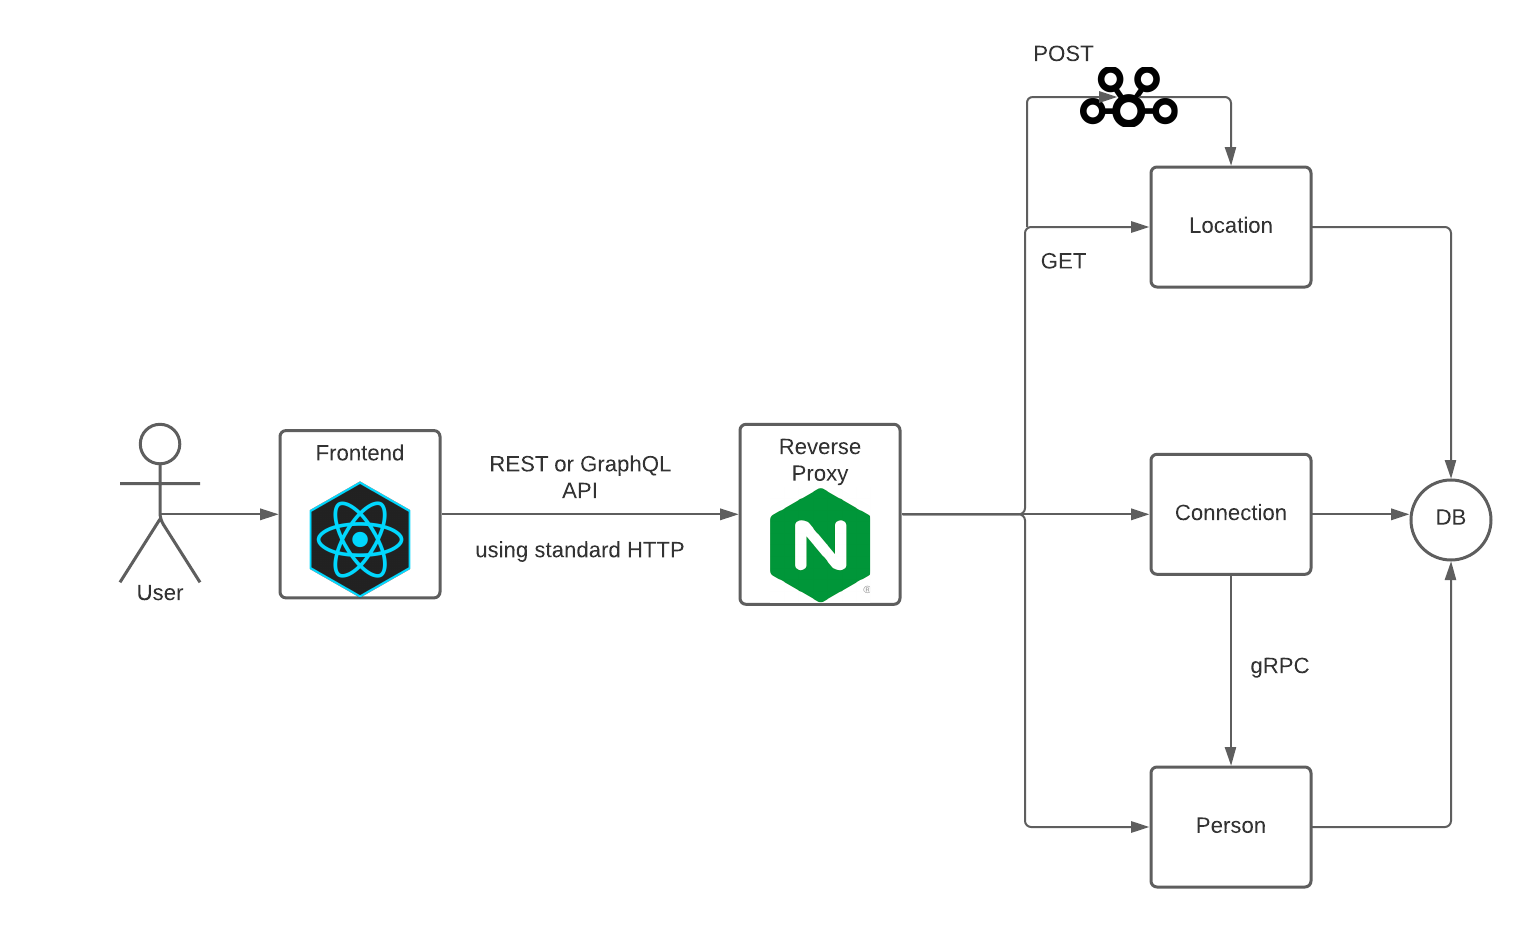 POST
GET
Location
Frontend
REST or GraphQL
API
using standard HTTP
Reverse
Proxy
N
®
Connection
DB
User
gRPC
Person